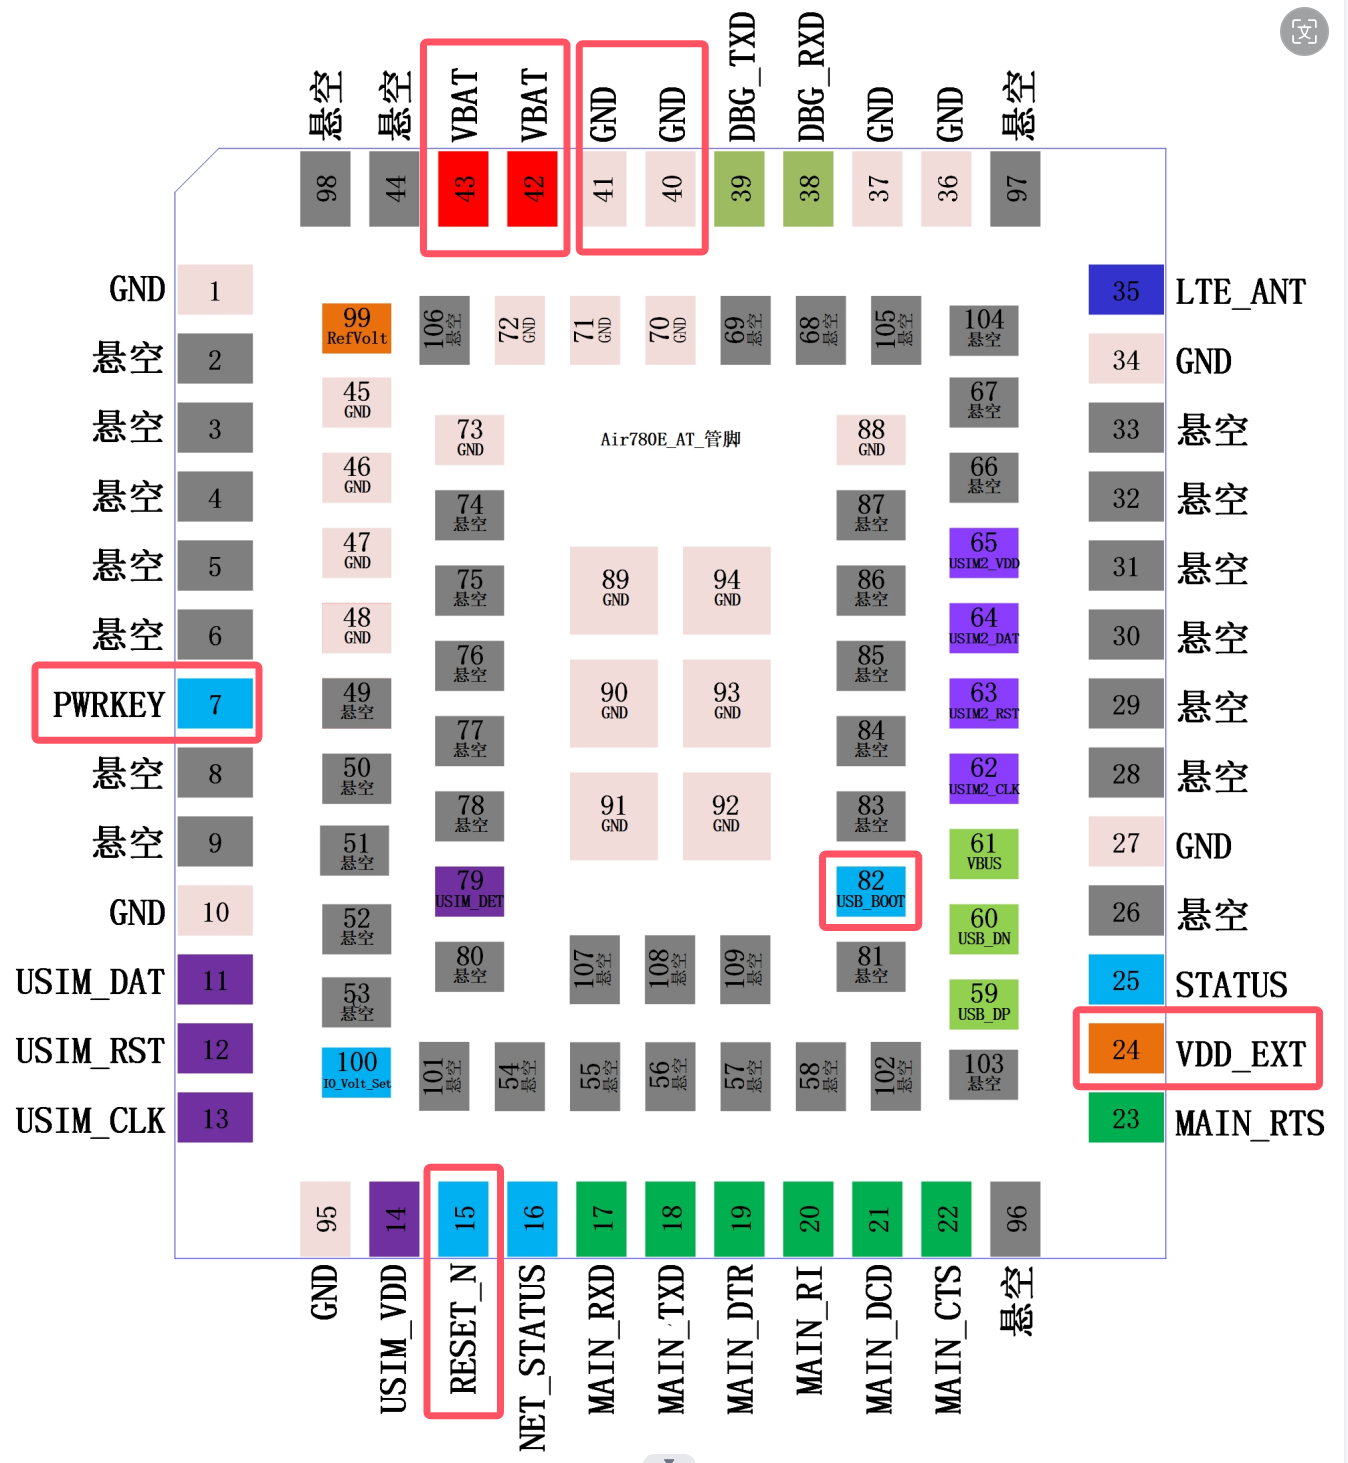 文
悬空
悬空
VBAT
VBAT
GND
GND
DBG_TXD
DBG_RXD
GND
GND
悬空
98
44
43
42
41
40
39
38
37
36
97
GND 1
悬空 2
悬空 3
悬空 4
悬空 5
悬空 6
PWRKEY 7
悬空 8
悬空 9
GND 10
USIM_DAT 11
USIM_RST 12
USIM_CLK 13
99
RefVolt
45
GND
46
GND
47
GND
48
GND
49
悬空
50
悬空
51
悬空
52
悬空
53
悬空
100
IO_Volt_Set
106
悬空
72
GND
71
GND
70
GND
69
悬空
68
悬空
105
悬空
104
悬空
Air780E_AT_管脚
73
GND
74
悬空
75
悬空
76
悬空
77
悬空
78
悬空
79
USIM_DET
80
悬空
89
GND
94
GND
90
GND
93
GND
91
GND
92
GND
88
GND
87
悬空
86
悬空
85
悬空
84
悬空
83
悬空
82
USB_BOOT
81
悬空
67
悬空
66
悬空
65
USIM2_VDD
64
USIM2_DAT
63
USIM2_RST
62
USIM2_CLK
61
VBUS
60
USB_DN
59
USB_DP
103
悬空
107
悬空
108
悬空
109
悬空
101
悬空
54
悬空
55
悬空
56
悬空
57
悬空
58
悬空
102
悬空
35 LTE_ANT
34 GND
33 悬空
32 悬空
31 悬空
30 悬空
29 悬空
28 悬空
27 GND
26 悬空
25 STATUS
24 VDD_EXT
23 MAIN_RTS
95
14
15
16
17
18
19
20
21
22
96
GND
USIM_VDD
RESET_N
NET_STATUS
MAIN_RXD
MAIN_TXD
MAIN_DTR
MAIN_RI
MAIN_DCD
MAIN_CTS
悬空